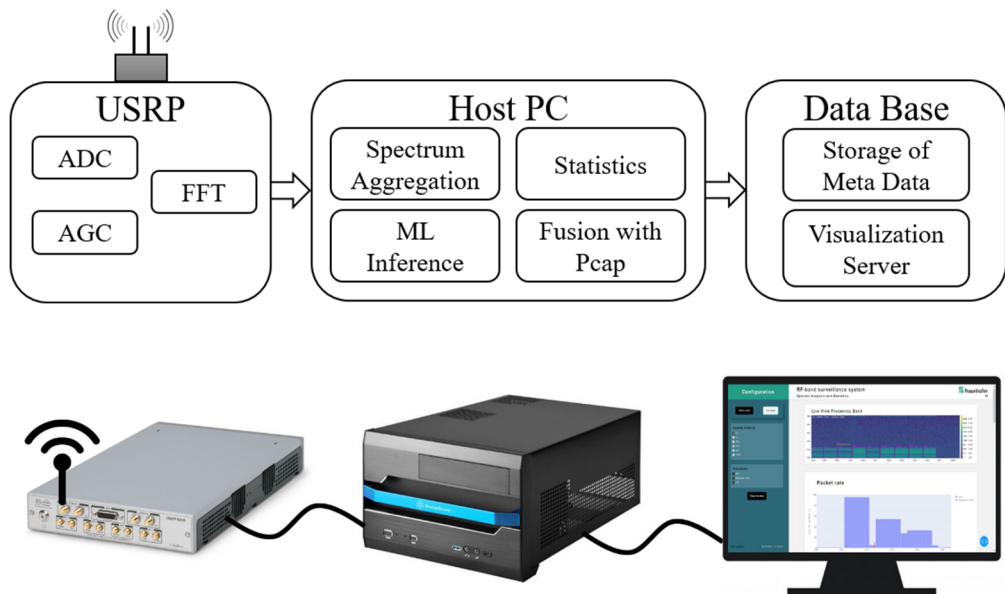 USRP
ADC
FFT
AGC
Host PC
Spectrum
Aggregation
Statistics
ML
Inference
Fusion with
Pcap
Data Base
Storage of
Meta Data
Visualization
Server
Configuration
RF-band surveillance system
Spectral Analysis and Statistics
Fraunhofer
Live View Frequency Band
Packet rate